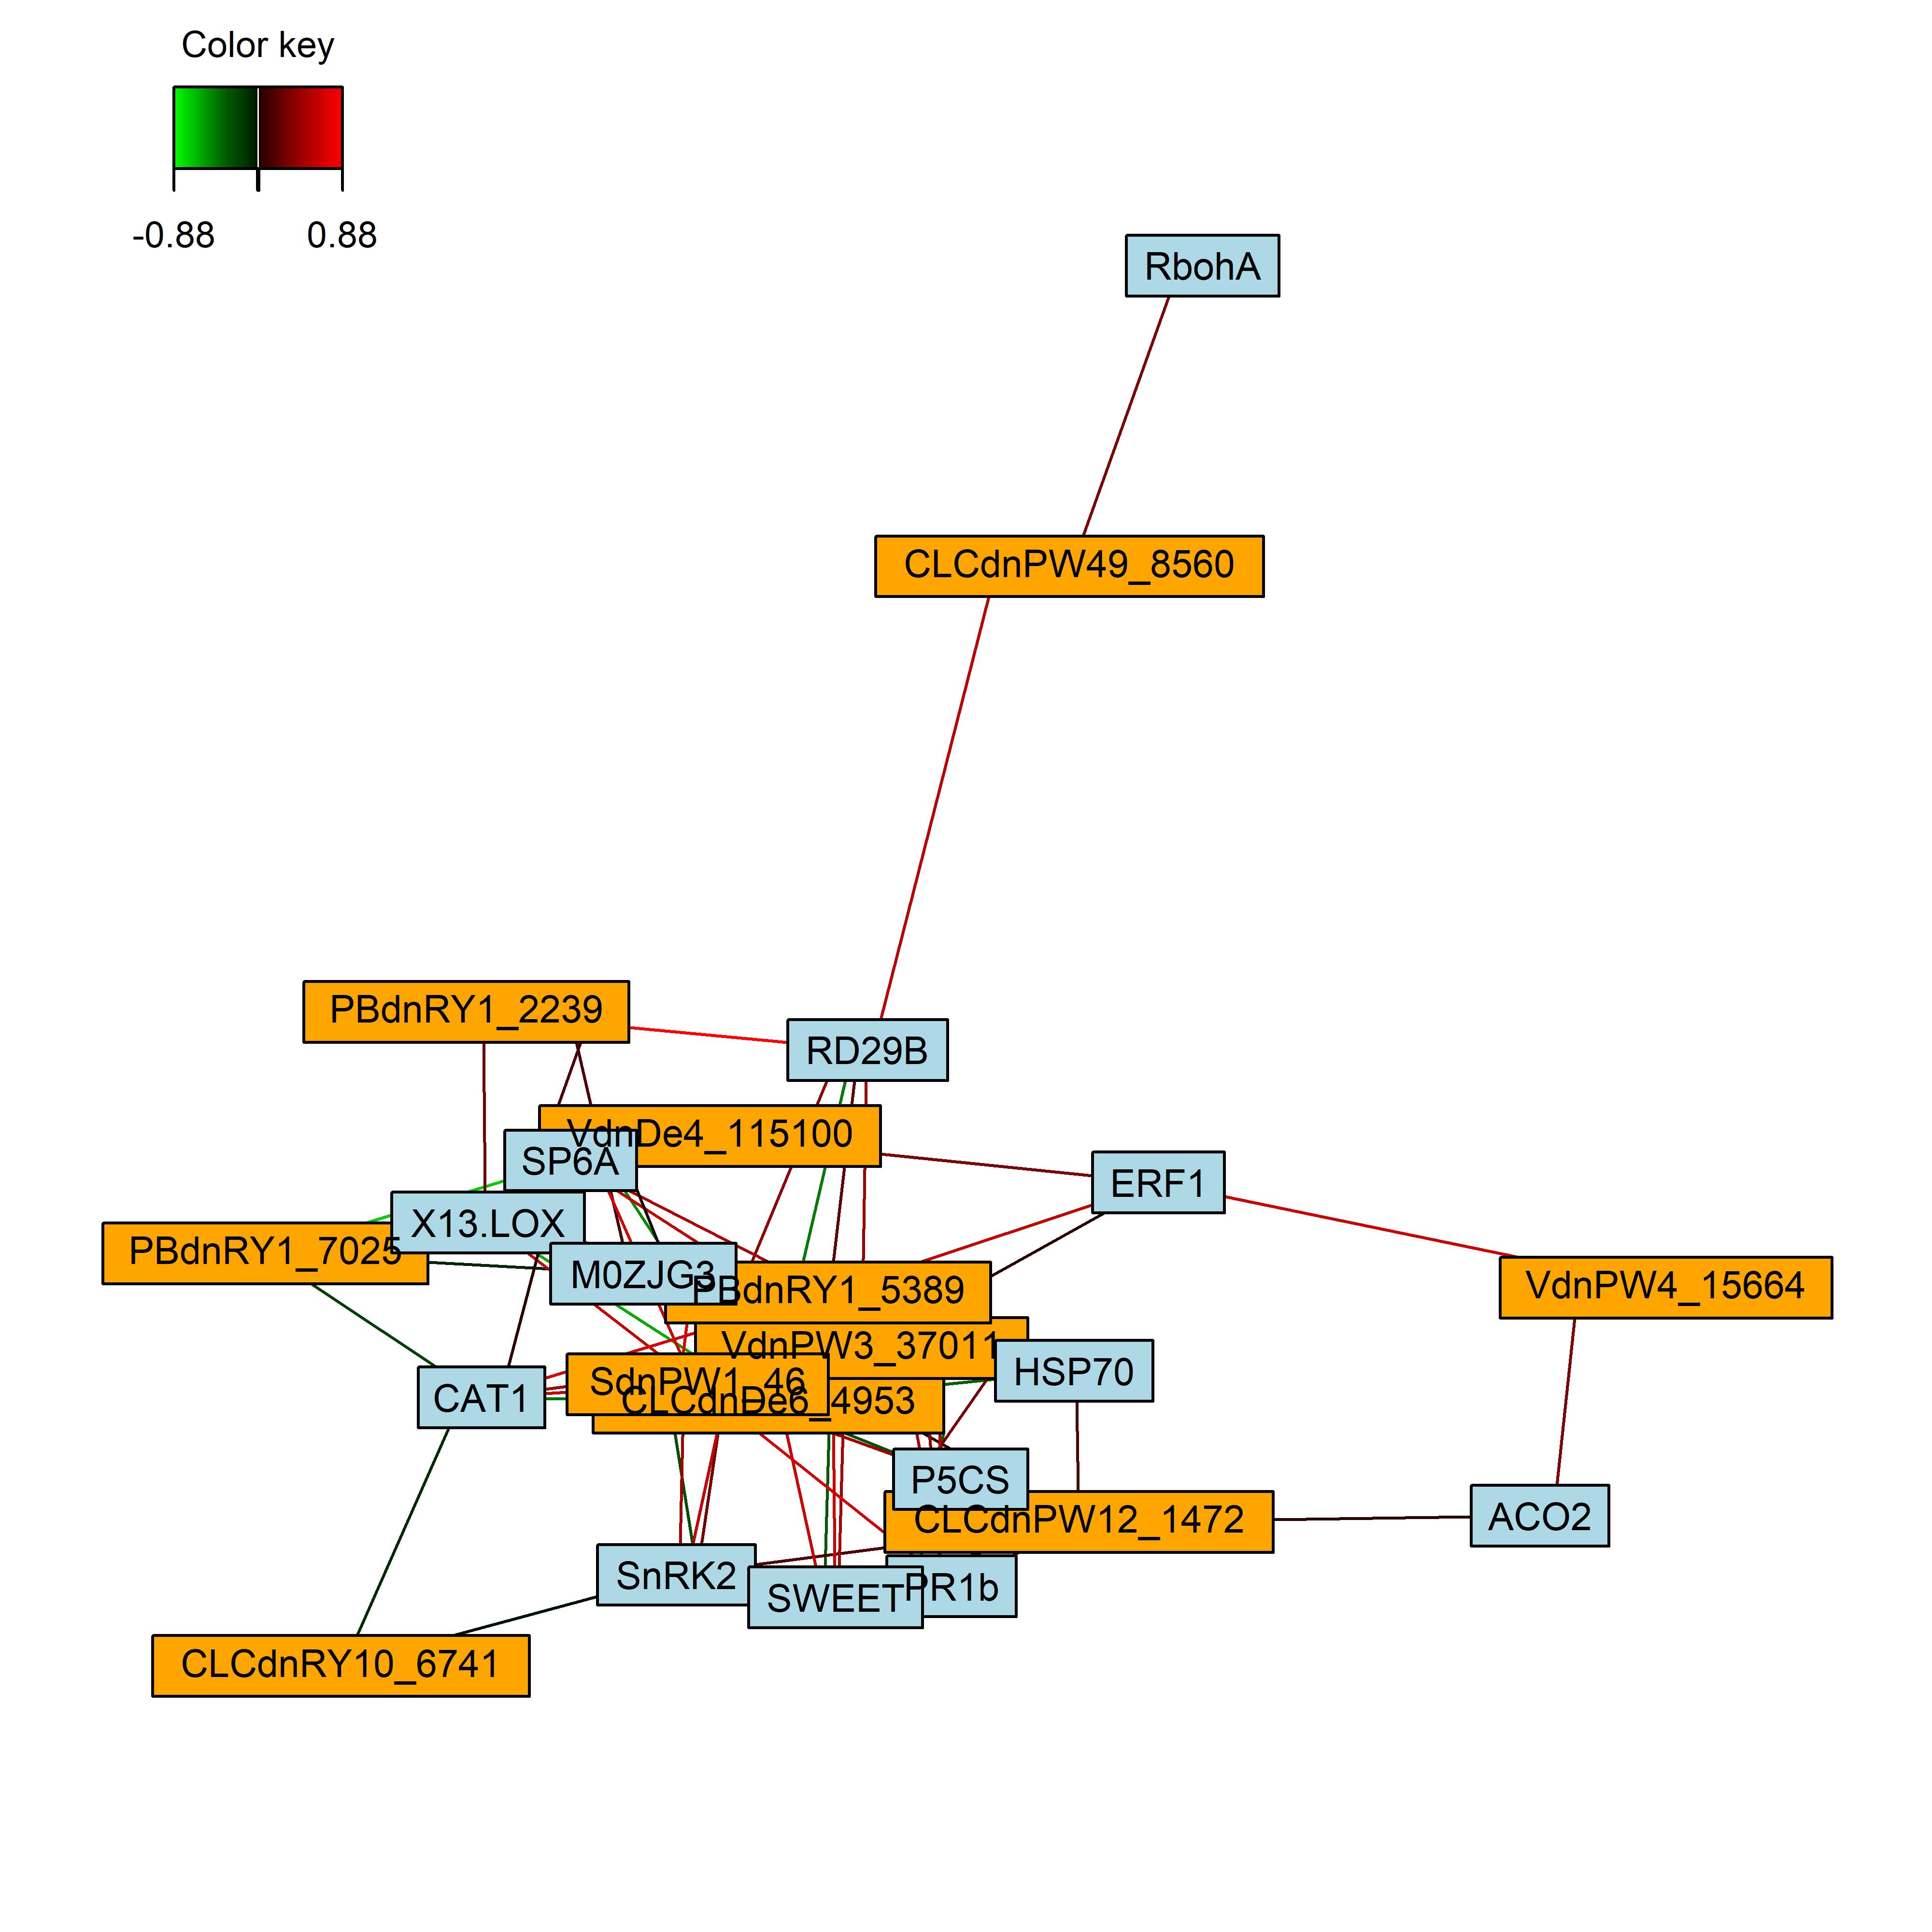 Color key
-0.88 0.88
RbohA
CLCdnPW49_8560
PBdnRY1_2239
RD29B
VdnDe4_115100
SP6A
ERF1
X13.LOX
PBdnRY1_7025
M0ZJG3
PBdnRY1_5389
VdnPW4_15664
VdnPW3_37011
HSP70
SdnPW1_46
CLCdnDe6_4953
CAT1
P5CS
CLCdnPW12_1472
ACO2
SnRK2
PR1b
SWEET
CLCdnRY10_6741